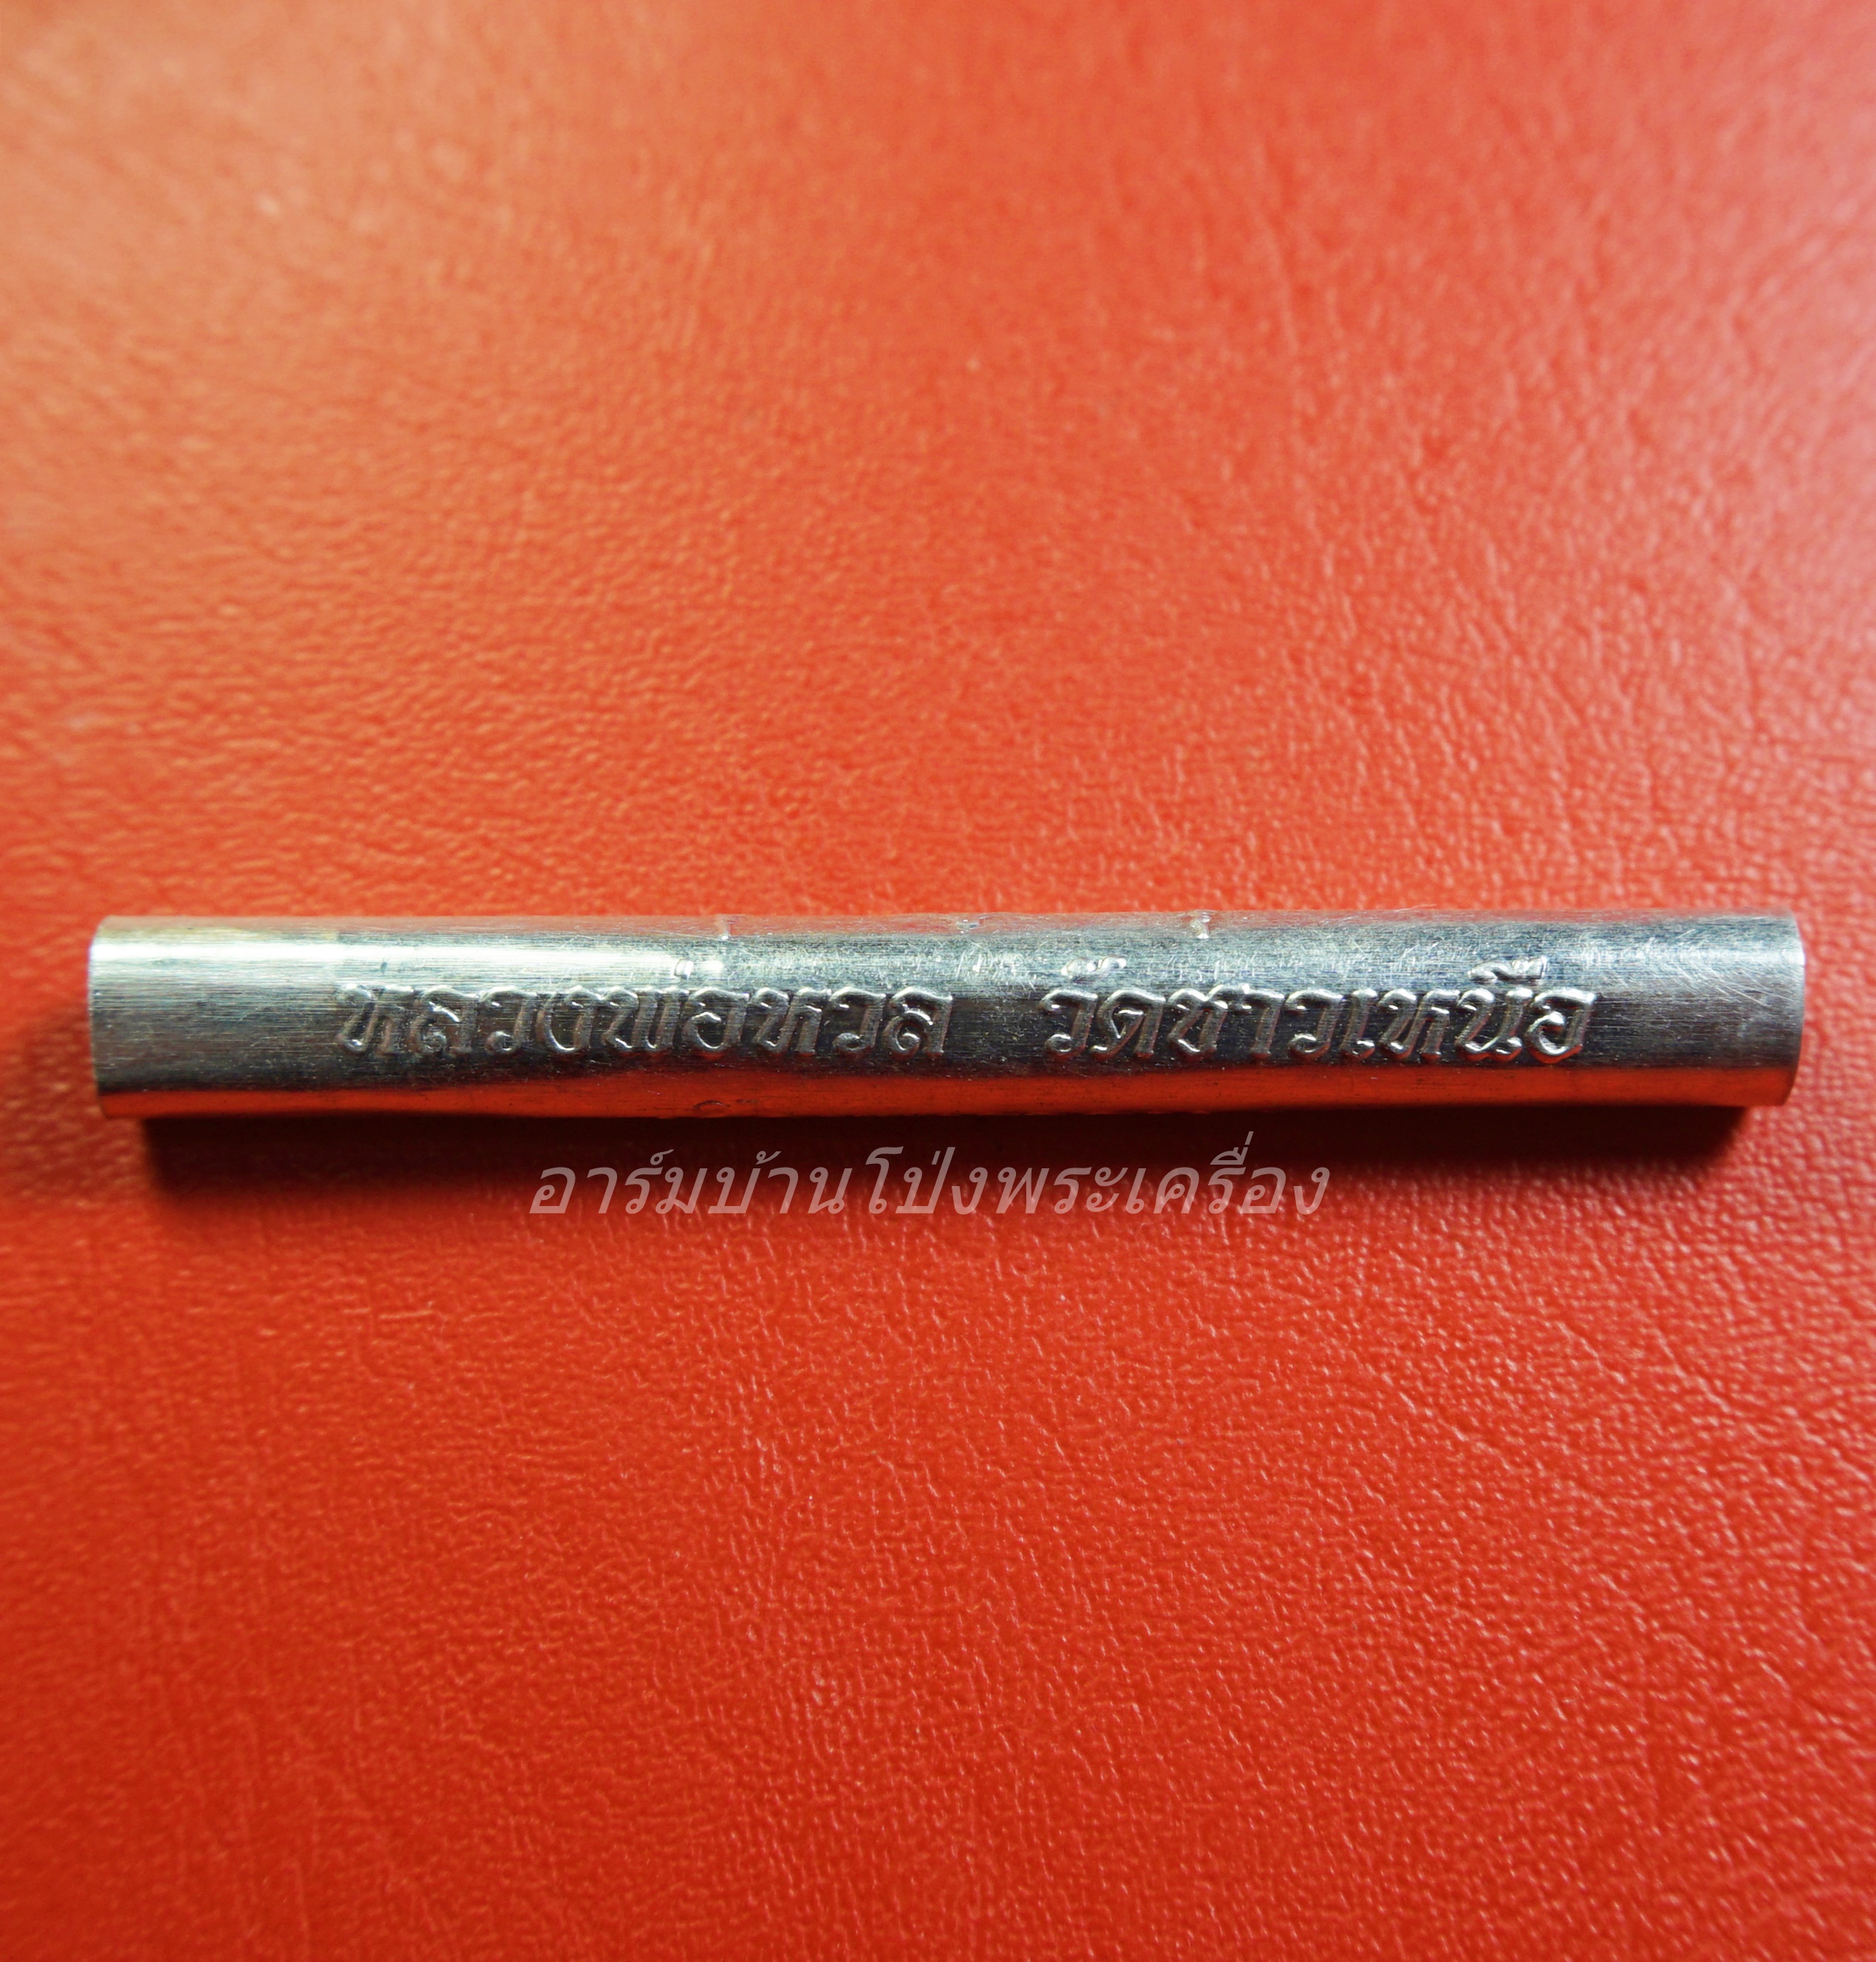 หลวงพ่อหวล วัดชาวเหนือ
อาร์มบ้านโป่งพระเครื่อง